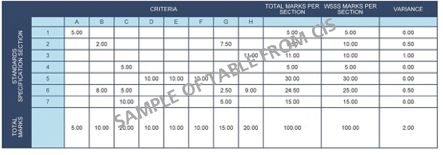 CRITERIA TOTAL MARKS PER SECTION WSSS MARKS PER SECTION VARIANCE
A B C D E F G H
STANDARDS SPECIFICATION SECTION
1 5.00 5.00 5.00 0.00
2 2.00 7.50 10.00 0.50
3 11.00 10.00 1.00
4 5.00 5.00 5.00 0.00
5 10.00 10.00 10.00 30.00 30.00 0.00
6 8.00 5.00 2.50 9.00 24.50 25.00 0.50
7 10.00 5.00 15.00 15.00 0.00
TOTAL MARKS 5.00 10.00 20.00 10.00 10.00 10.00 15.00 20.00 100.00 100.00 2.00
SAMPLE OF TABLE FROM CIS